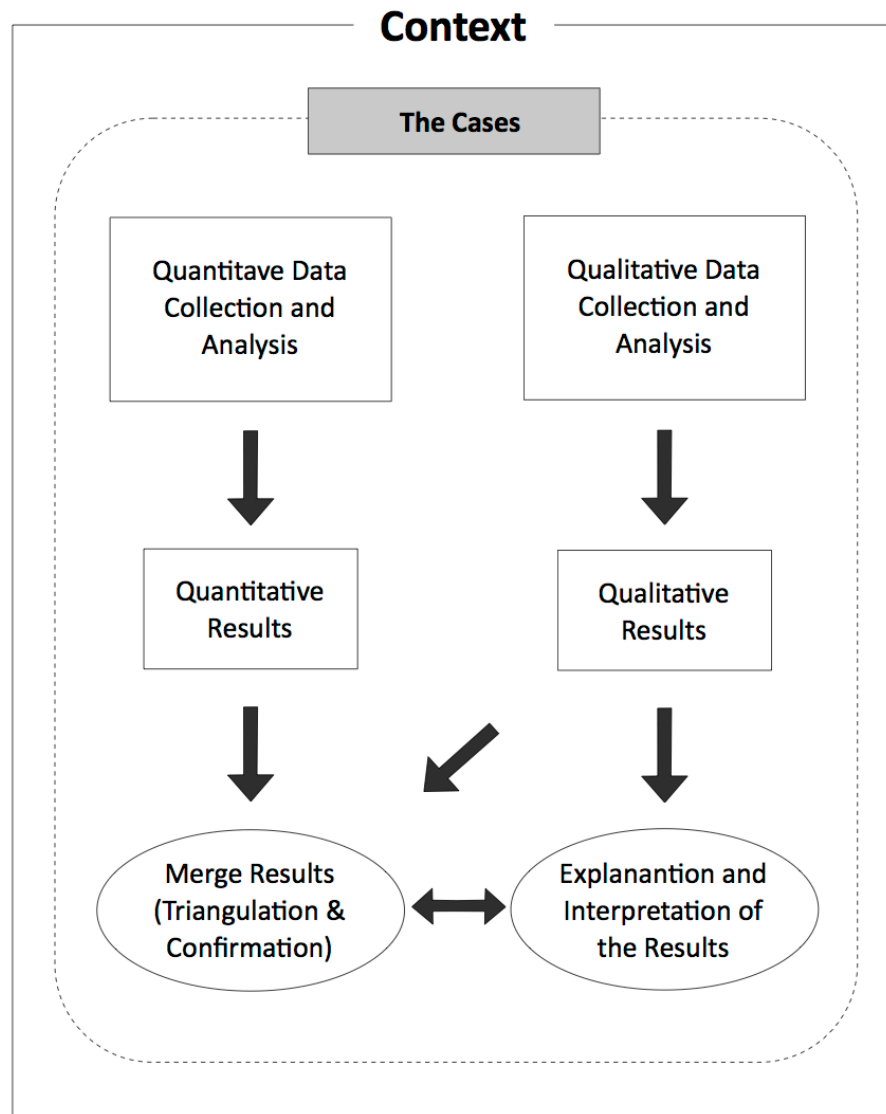 Context
The Cases
Quantitave Data
Collection and
Analysis
Qualitative Data
Collection and
Analysis
Quantitative
Results
Qualitative
Results
Merge Results
(Triangulation &
Confirmation)
Explanantion and
Interpretation of
the Results